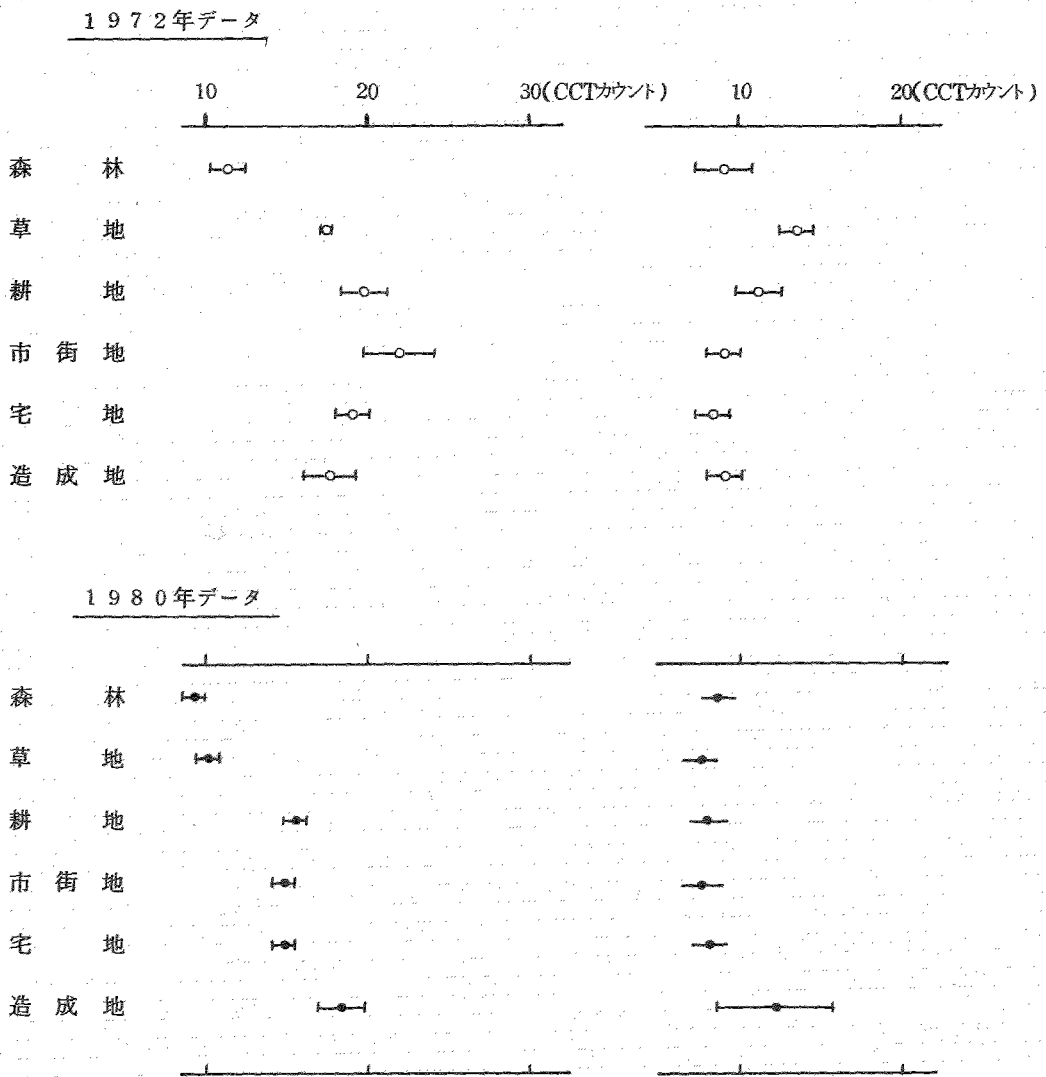 1972年データ
10 20 30(CCTカウント) 10 20(CCTカウント)
森林
草地
耕地
市街地
宅地
造成地
1980年データ
森林
草地
耕地
市街地
宅地
造成地